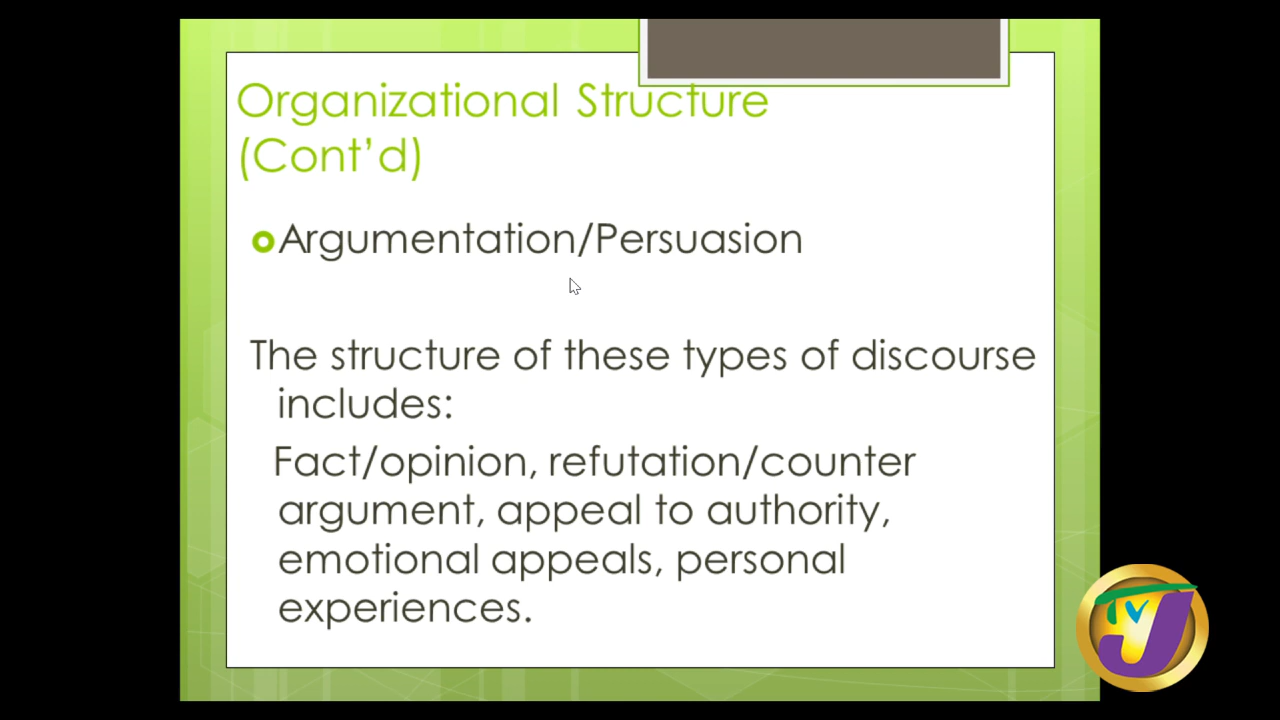 Organizational Structure
(Cont’d)
Argumentation/Persuasion
The structure of these types of discourse
includes:
Fact/opinion, refutation/counter
argument, appeal to authority,
emotional appeals, personal
experiences.
TVJ